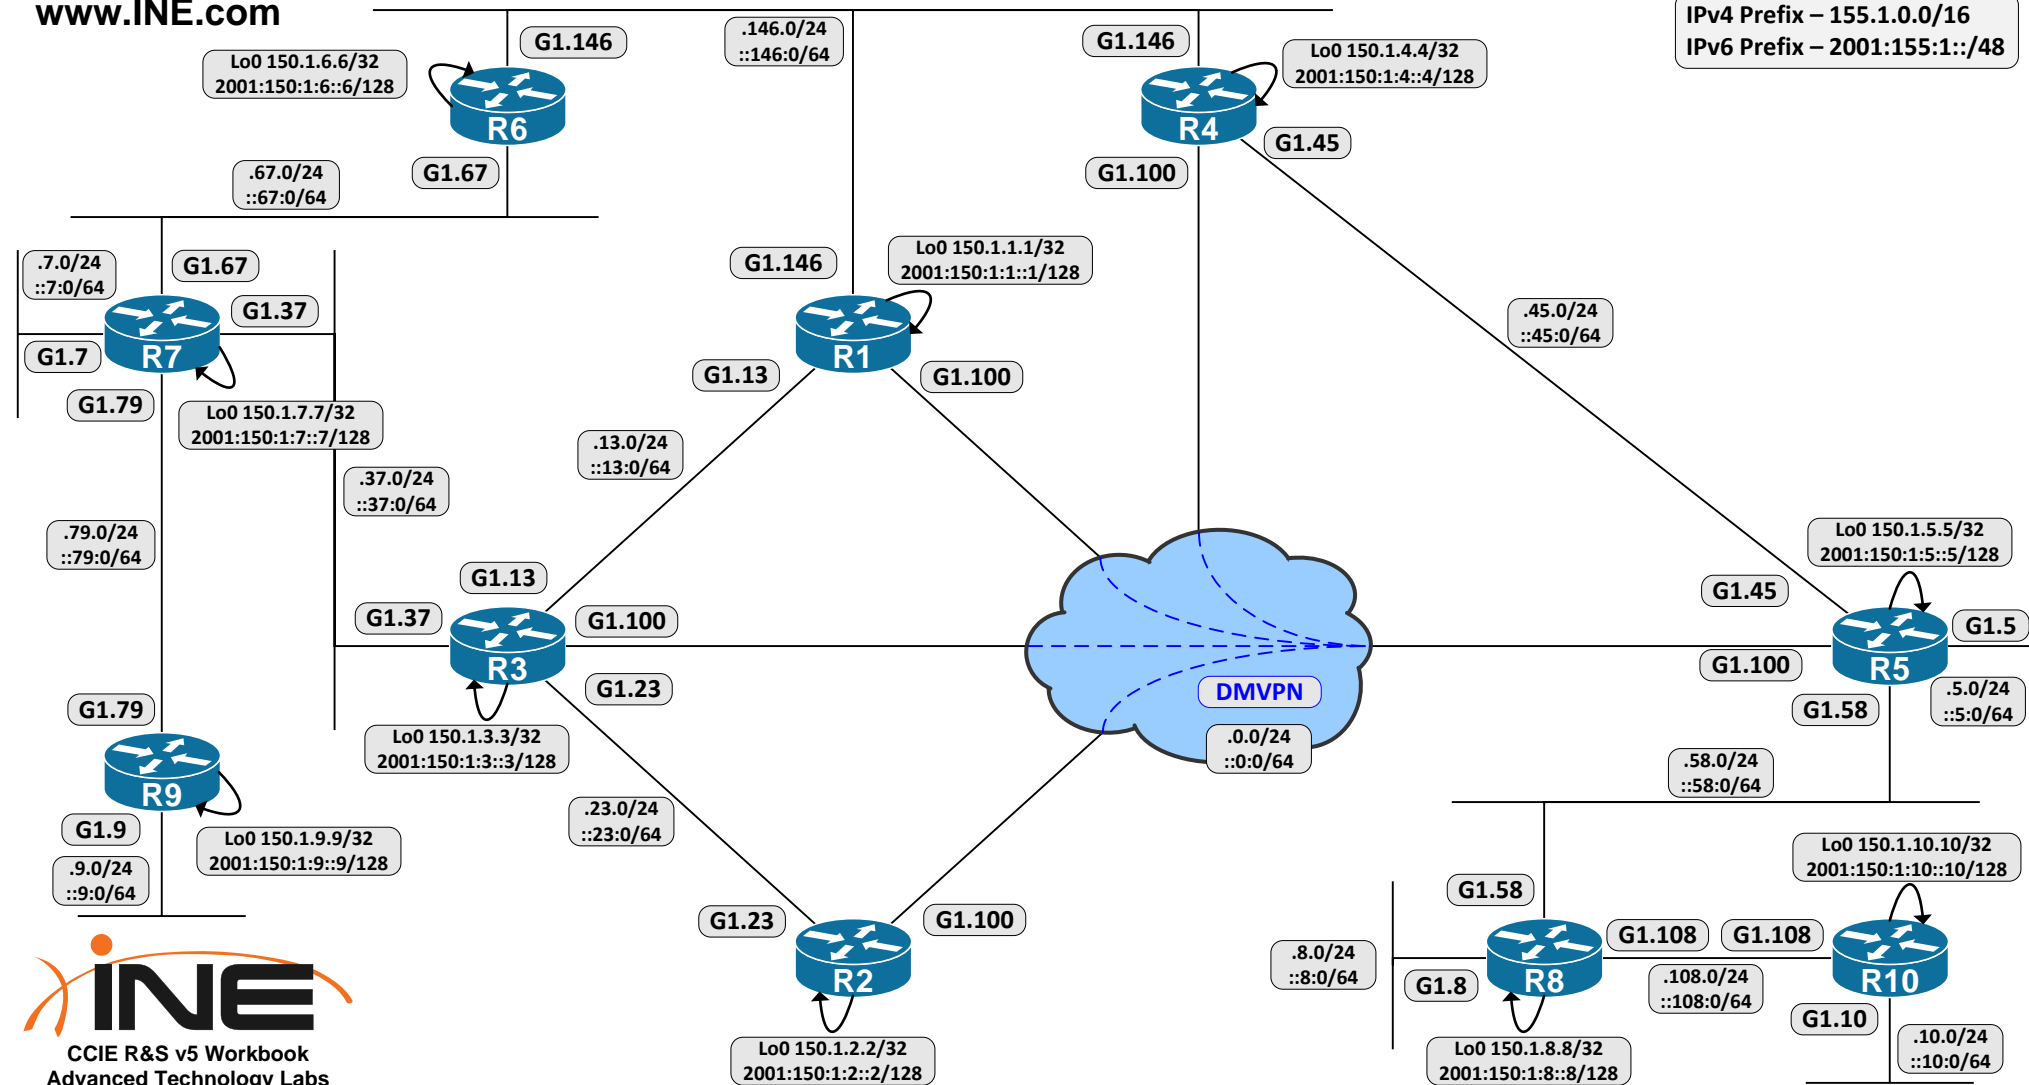 www.INE.com
IPv4 Prefix – 155.1.0.0/16
IPv6 Prefix – 2001:155:1::/48
G1.146
.146.0/24
::146:0/64
G1.146
Lo0 150.1.6.6/32
2001:150:1:6::6/128
R6
Lo0 150.1.4.4/32
2001:150:1:4::4/128
R4
G1.45
G1.67
G1.100
.67.0/24
::67:0/64
.7.0/24
::7:0/64
G1.67
G1.37
R7
G1.7
G1.79
Lo0 150.1.7.7/32
2001:150:1:7::7/128
G1.146
Lo0 150.1.1.1/32
2001:150:1:1::1/128
R1
G1.13
G1.100
.45.0/24
::45:0/64
.13.0/24
::13:0/64
.37.0/24
::37:0/64
.79.0/24
::79:0/64
Lo0 150.1.5.5/32
2001:150:1:5::5/128
G1.13
G1.37
G1.100
R3
G1.23
Lo0 150.1.3.3/32
2001:150:1:3::3/128
G1.45
G1.5
G1.100
R5
G1.58
.5.0/24
::5:0/64
DMVPN
.0.0/24
::0:0/64
G1.79
R9
G1.9
Lo0 150.1.9.9/32
2001:150:1:9::9/128
.9.0/24
::9:0/64
.23.0/24
::23:0/64
.58.0/24
::58:0/64
Lo0 150.1.10.10/32
2001:150:1:10::10/128
G1.23
G1.100
R2
Lo0 150.1.2.2/32
2001:150:1:2::2/128
G1.58
.8.0/24
::8:0/64
G1.108
G1.108
G1.8
R8
.108.0/24
::108:0/64
R10
G1.10
Lo0 150.1.8.8/32
2001:150:1:8::8/128
.10.0/24
::10:0/64
iNE
CCIE R&S v5 Workbook
Advanced Technology Labs